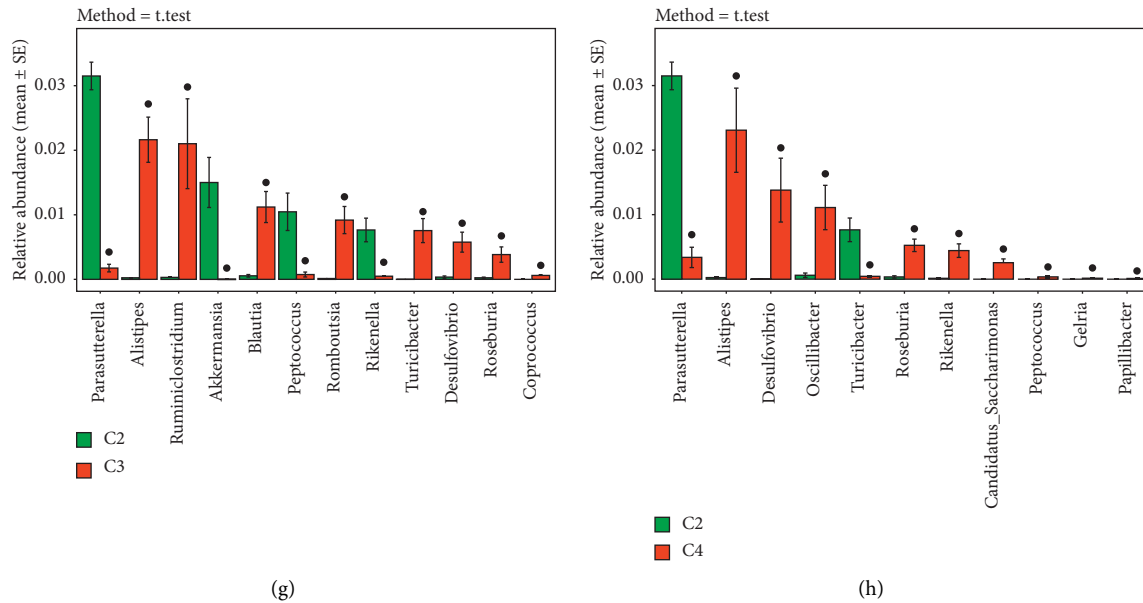 Method = t.test
Relative abundance (mean ± SE)
0.03
0.02
0.01
0.00
Parasutterella
Alistipes
Ruminiclostridium
Akkermansia
Blautia
Peptococcus
Romboutsia
Rikenella
Turicibacter
Desulfovibrio
Roseburia
Coprococcus
C2
C3
(g)
Method = t.test
Relative abundance (mean ± SE)
0.03
0.02
0.01
0.00
Parasutterella
Alistipes
Desulfovibrio
Oscillibacter
Turicibacter
Roseburia
Rikenella
Candidatus_Saccharimonas
Peptococcus
Gelria
Papillibacter
C2
C4
(h)